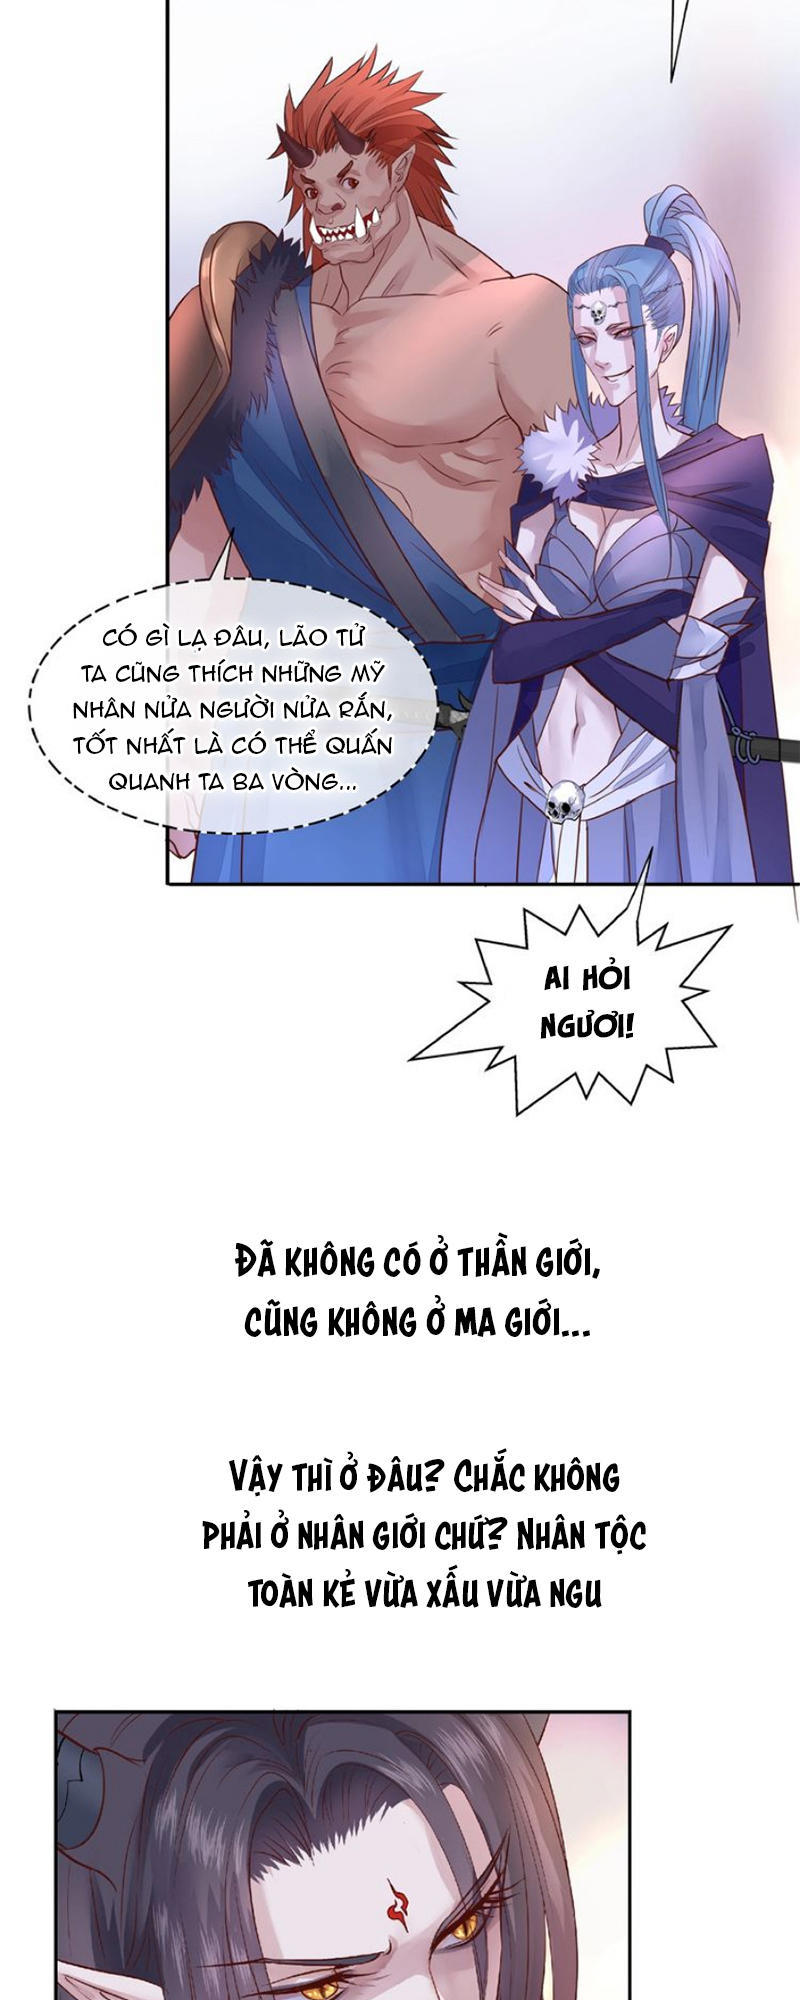 CÓ GÌ LẠ ĐÂU, LÃO TỬ
TA CŨNG THÍCH NHỮNG MỸ
NHÂN NỬA NGƯỜI NỬA RẮN,
TỐT NHẤT LÀ CÓ THỂ QUẤN
QUANH TA BA VÒNG...
AI HỎI
NGƯƠI!
ĐÃ KHÔNG CÓ Ở THẦN GIỚI,
CŨNG KHÔNG Ở MA GIỚI...
VẬY THÌ Ở ĐÂU? CHẮC KHÔNG
PHẢI Ở NHÂN GIỚI CHỨ? NHÂN TỘC
TOÀN KẺ VỪA XẤU VỪA NGU